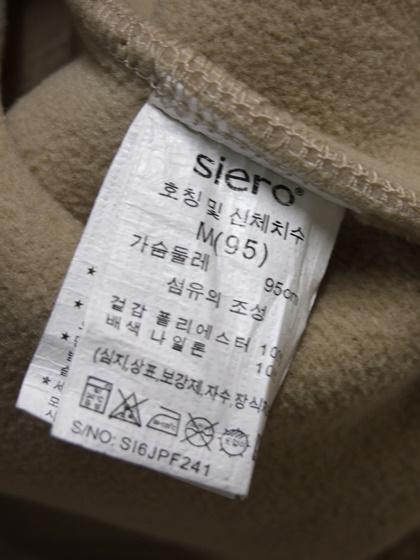 siero®
호칭 및 신체치수
M(95)
가슴둘레 95cm
섬유의 조성
겉감 폴리에스터
배색 나일론
(심지,상표,보강제,자수,장식
S/NO: SI6JPF241